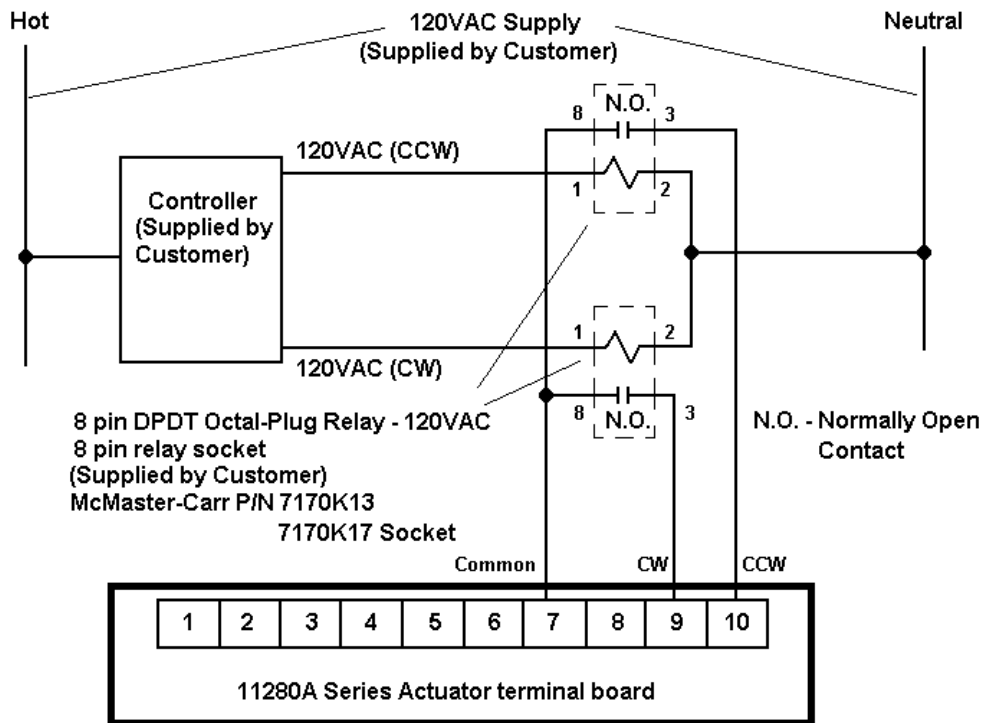 Hot
120VAC Supply
(Supplied by Customer)
Neutral
N.O.
8
3
120VAC (CCW)
1
2
Controller
(Supplied by
Customer)
1
2
120VAC (CW)
8
N.O.
3
8 pin DPDT Octal-Plug Relay - 120VAC
8 pin relay socket
(Supplied by Customer)
McMaster-Carr P/N 7170K13
7170K17 Socket
N.O. - Normally Open
Contact
Common
CW
CCW
1 2 3 4 5 6 7 8 9 10
11280A Series Actuator terminal board